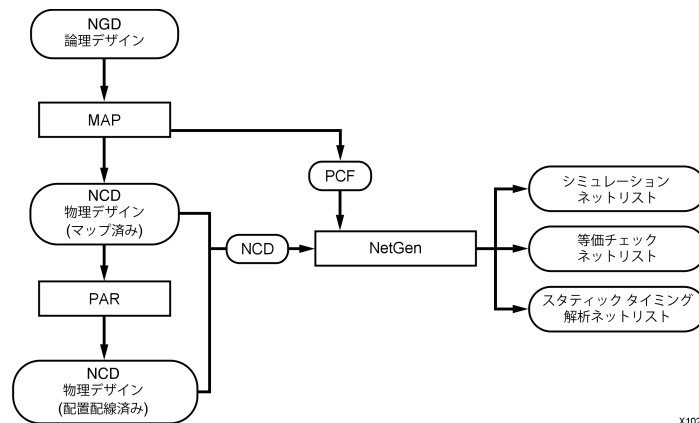 NGD
論理デザイン
MAP
PCF
NCD
物理デザイン
(マップ済み)
NCD
NetGen
シミュレーション
ネットリスト
等価チェック
ネットリスト
スタティック タイミング
解析ネットリスト
PAR
NCD
物理デザイン
(配置配線済み)